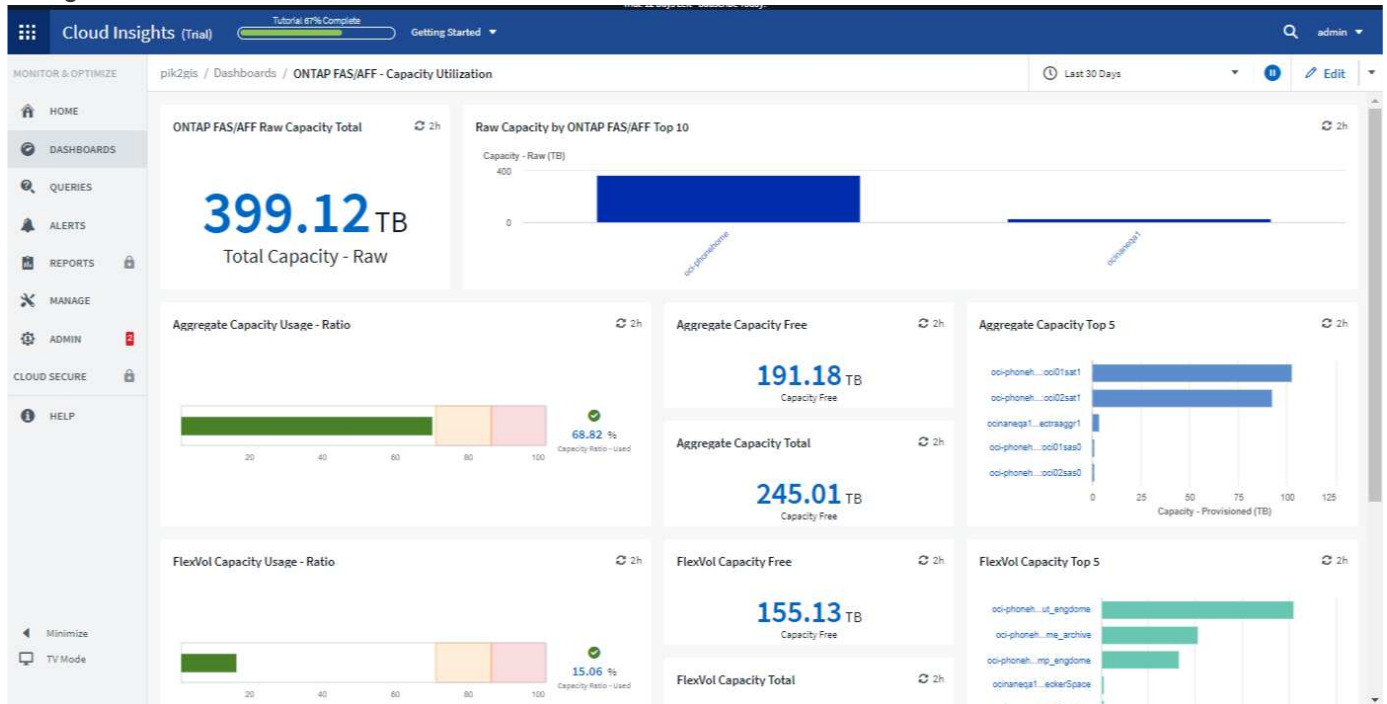 Cloud Insights (Trial)
Tutorial 67% Complete
Getting Started
admin
MONITOR & OPTIMIZE
pik2gis / Dashboards / ONTAP FAS/AFF - Capacity Utilization
Last 30 Days
Edit
HOME
DASHBOARDS
QUERIES
ALERTS
REPORTS
MANAGE
ADMIN
2
CLOUD SECURE
HELP
Minimize
TV Mode
ONTAP FAS/AFF Raw Capacity Total
2h
399.12 TB
Total Capacity - Raw
Raw Capacity by ONTAP FAS/AFF Top 10
2h
Capacity - Raw (TB)
400
0
oci-phonehome
ocinaneqa1
Aggregate Capacity Usage - Ratio
2h
20 40 60 80 100
68.82 %
Capacity Ratio - Used
Aggregate Capacity Free
2h
191.18 TB
Capacity Free
Aggregate Capacity Total
2h
245.01 TB
Capacity Free
Aggregate Capacity Top 5
2h
oci-phoneh...:oci01sat1
oci-phoneh...:oci02sat1
ocinaneqa1...ectraaggr1
oci-phoneh...:oci01sas0
oci-phoneh...:oci02sas0
0 25 50 75 100 125
Capacity - Provisioned (TB)
FlexVol Capacity Usage - Ratio
2h
20 40 60 80 100
15.06 %
Capacity Ratio - Used
FlexVol Capacity Free
2h
155.13 TB
Capacity Free
FlexVol Capacity Total
2h
FlexVol Capacity Top 5
2h
oci-phoneh...ut_engdome
oci-phoneh...me_archive
oci-phoneh...mp_engdome
ocinaneqa1...eckerSpace